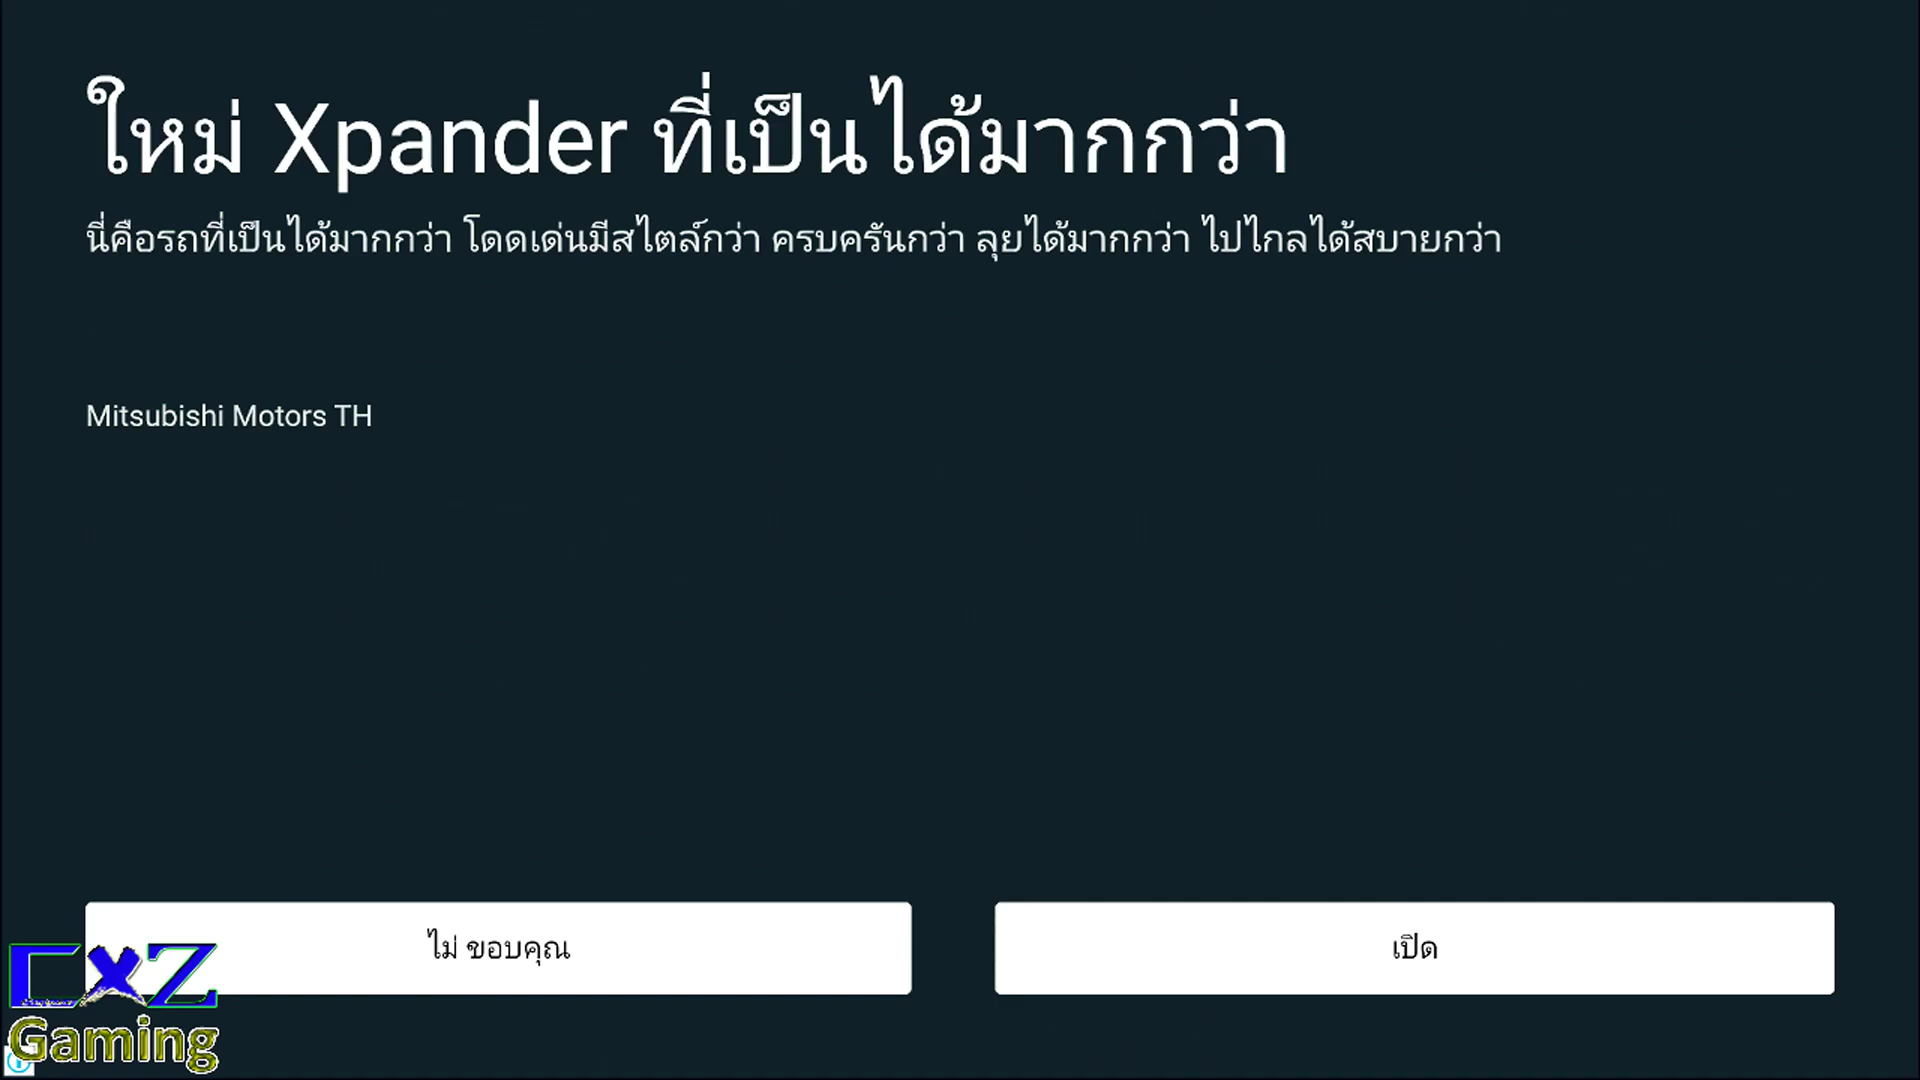 ใหม่ Xpander ที่เป็นได้มากกว่า
นี่คือรถที่เป็นได้มากกว่า โดดเด่นมีสไตล์กว่า ครบครันกว่า ลุยได้มากกว่า ไปไกลได้สบายกว่า
Mitsubishi Motors TH
ไม่ ขอบคุณ
เปิด
CXZ
Gaming